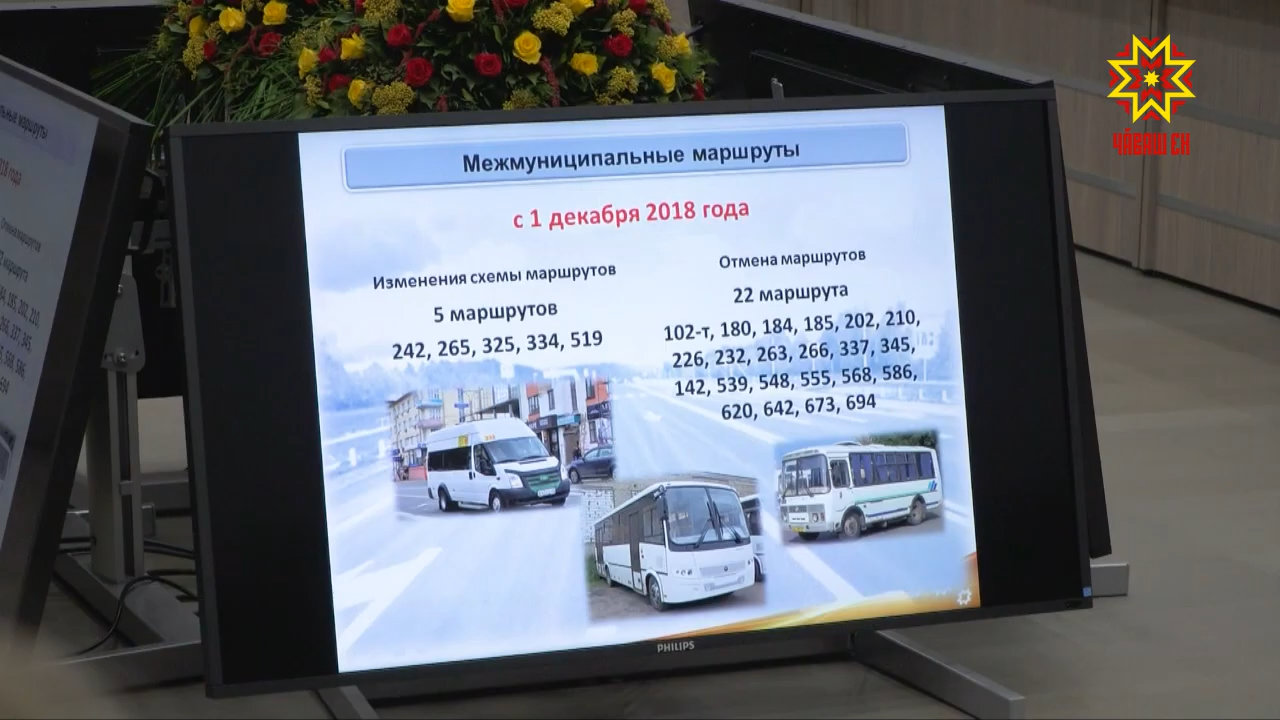 Межмуниципальные маршруты
с 1 декабря 2018 года
Изменения схемы маршрутов
5 маршрутов
242, 265, 325, 334, 519
Отмена маршрутов
22 маршрута
102-т, 180, 184, 185, 202, 210,
226, 232, 263, 266, 337, 345,
142, 539, 548, 555, 568, 586,
620, 642, 673, 694
PHILIPS
ЧӐВАШ ЕН